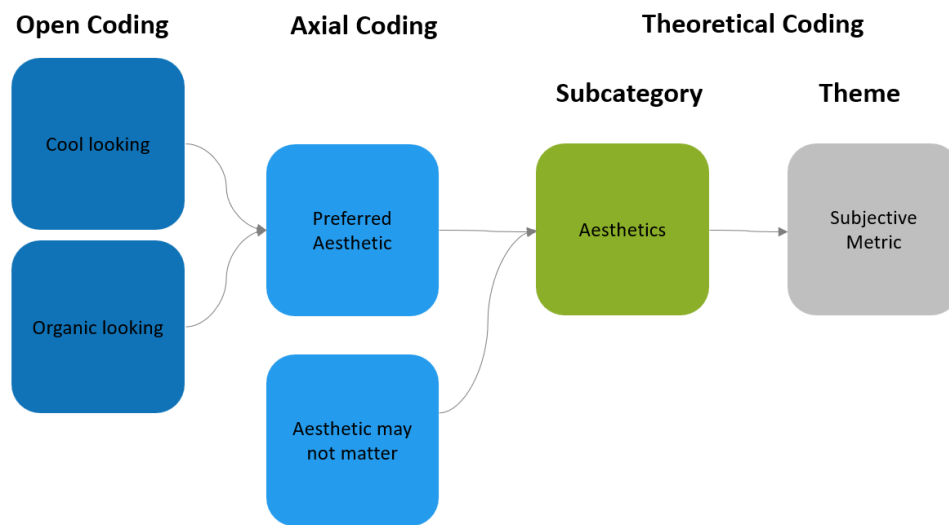 Open Coding
Axial Coding
Theoretical Coding
Subcategory
Theme
Cool looking
Organic looking
Preferred
Aesthetic
Aesthetic may
not matter
Aesthetics
Subjective
Metric